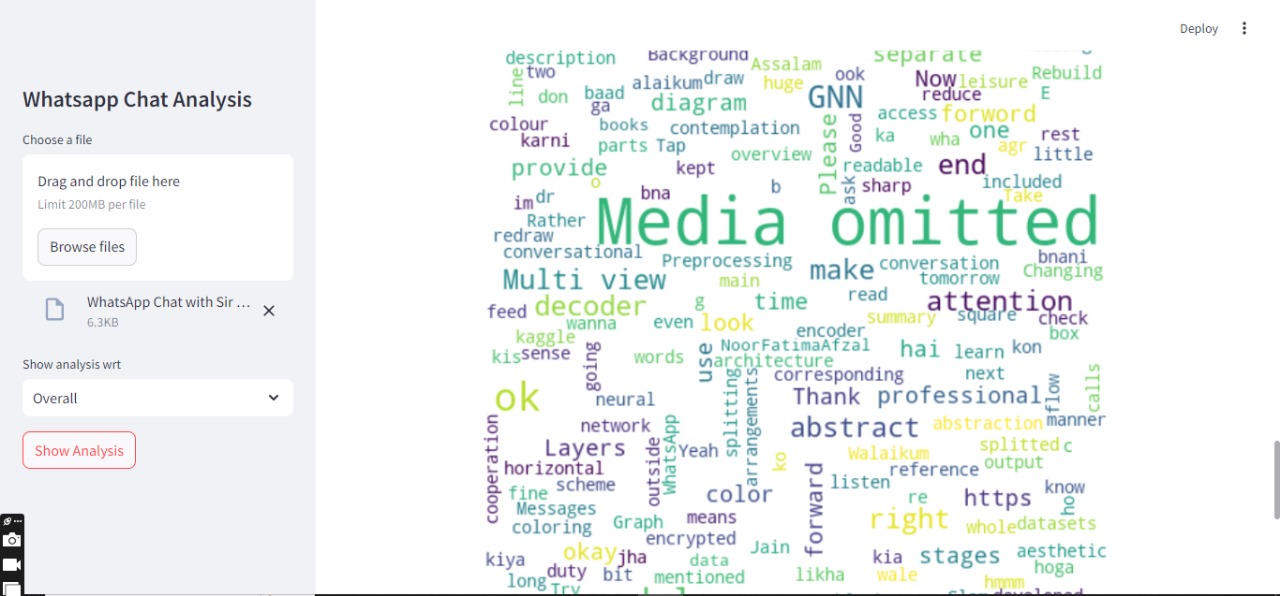 Deploy
Whatsapp Chat Analysis
Choose a file
Drag and drop file here
Limit 200MB per file
Browse files
WhatsApp Chat with Sir ...
6.3KB
Show analysis wrt
Overall
Show Analysis
description Background separate
line two Assalam ook Now leisure Rebuild
don baad alaikum draw huge GNN reduce E
ga diagram access forword
colour books contemplation Please Good ka wha one rest
karni parts Tap overview agr little
provide kept readable end
o bna b ask sharp included
im dr Take
Rather Media omitted
redraw
conversational Preprocessing make conversation bnani
Multi view main tomorrow Changing
feed decoder g time read attention
wanna even look encoder summary square check
kaggle NoorFatimaAfzal box
kis sense going words use architecture hai learn kon
corresponding next
ok neural splitting arrangements Thank professional flow calls
network abstract abstraction manner
cooperation Layers outside WhatsApp Yeah ko Walaikum splitted c
horizontal reference output
scheme color forward listen know
fine re https ho
Messages means right whole datasets
coloring Graph
encrypted
kiya okay jha data Jain kia stages aesthetic
duty bit mentioned likha wale hoga
long Try hmmm
developed